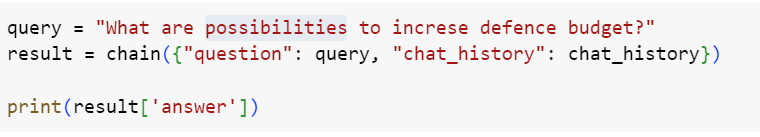 query = "What are possibilities to increse defence budget?"
result = chain({"question": query, "chat_history": chat_history})
print(result['answer'])